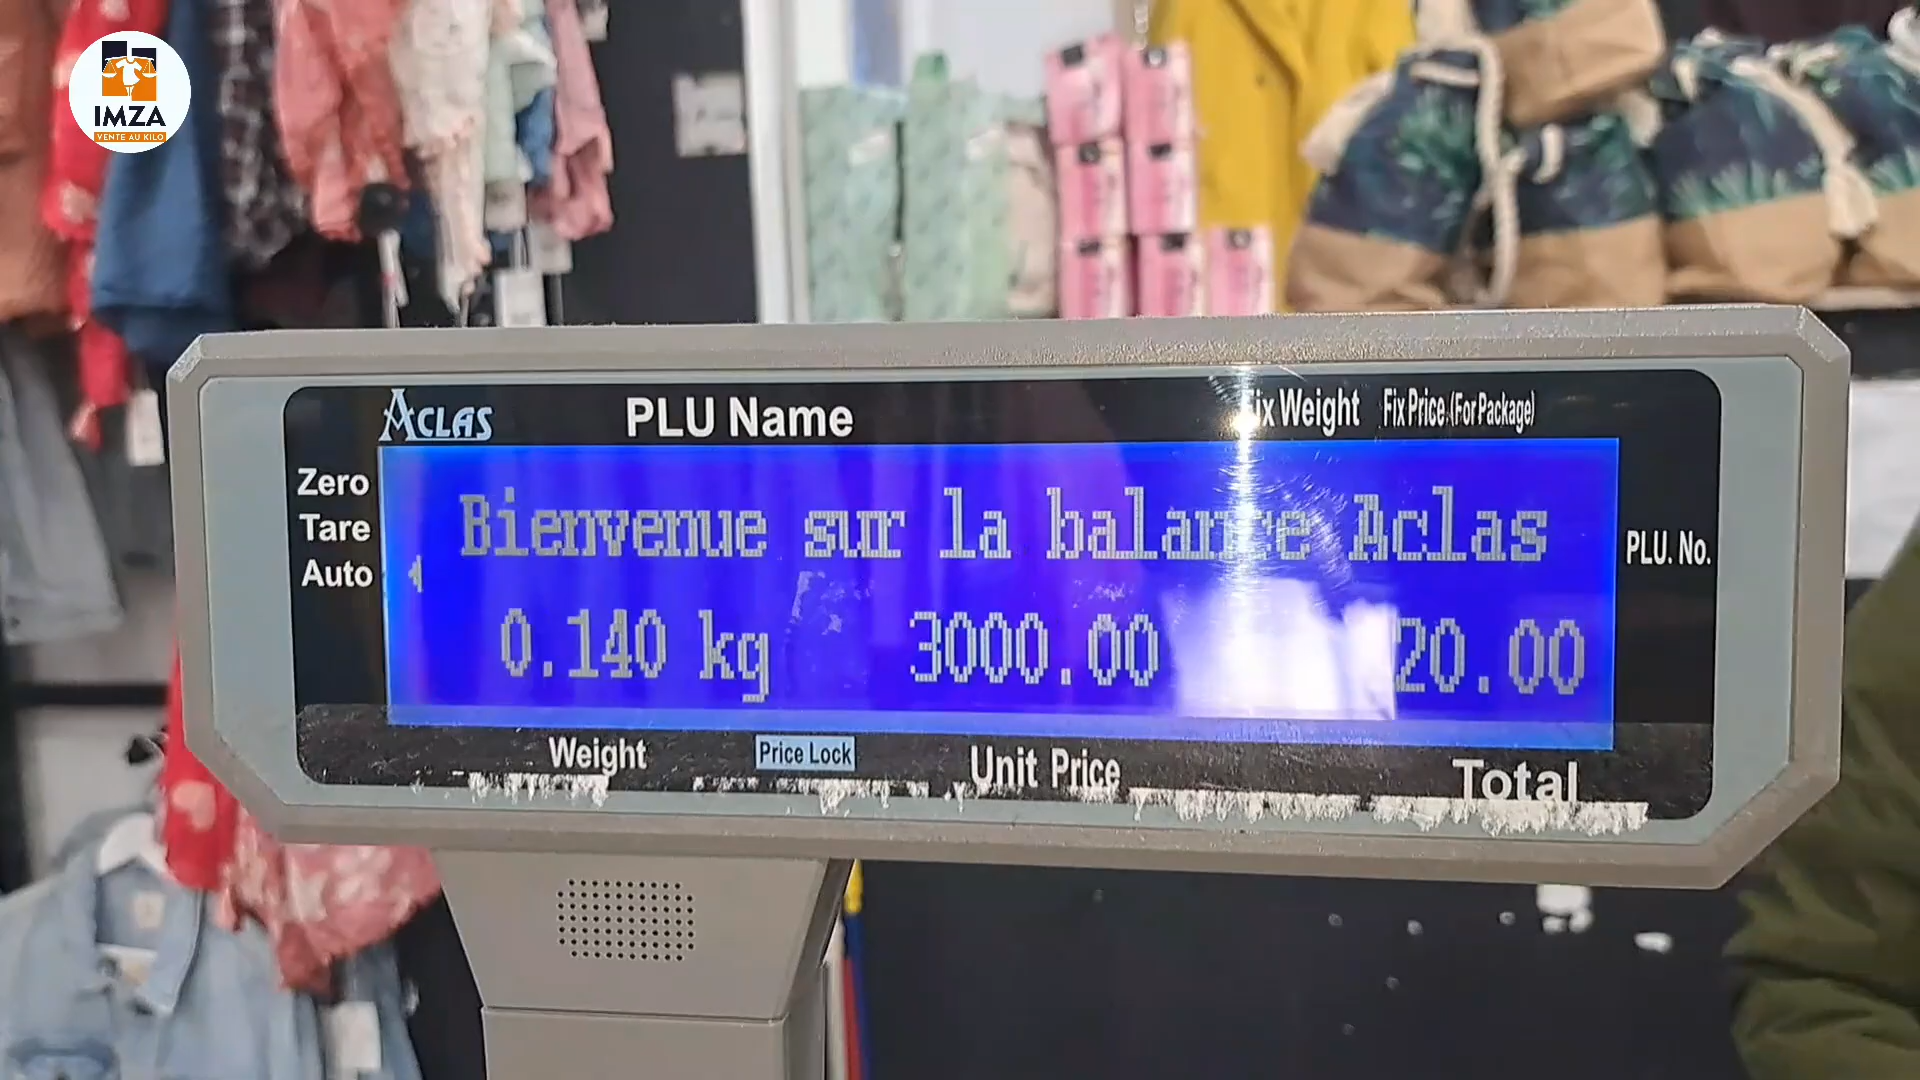 IMZA
VENTE AU KILO
ACLAS
PLU Name
Fix Weight
Fix Price (For Package)
Zero
Tare
Auto
Bienvenue sur la balance Aclas
PLU. No.
0.140 kg
3000.00
20.00
Weight
Price Lock
Unit Price
Total